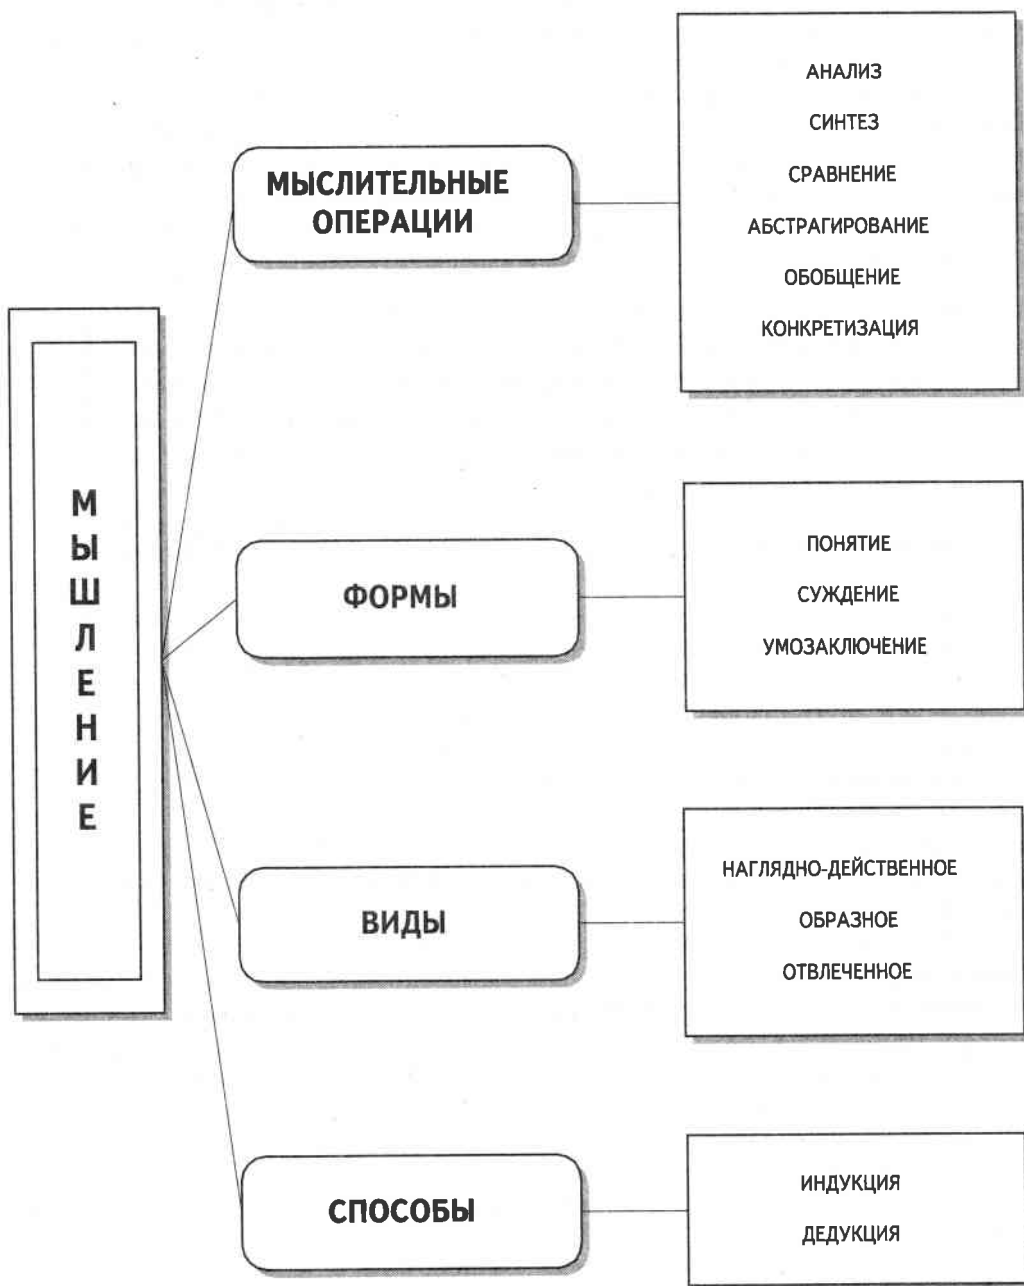 МЫШЛЕНИЕ
МЫСЛИТЕЛЬНЫЕ
ОПЕРАЦИИ
АНАЛИЗ
СИНТЕЗ
СРАВНЕНИЕ
АБСТРАГИРОВАНИЕ
ОБОБЩЕНИЕ
КОНКРЕТИЗАЦИЯ
ФОРМЫ
ПОНЯТИЕ
СУЖДЕНИЕ
УМОЗАКЛЮЧЕНИЕ
ВИДЫ
НАГЛЯДНО-ДЕЙСТВЕННОЕ
ОБРАЗНОЕ
ОТВЛЕЧЕННОЕ
СПОСОБЫ
ИНДУКЦИЯ
ДЕДУКЦИЯ